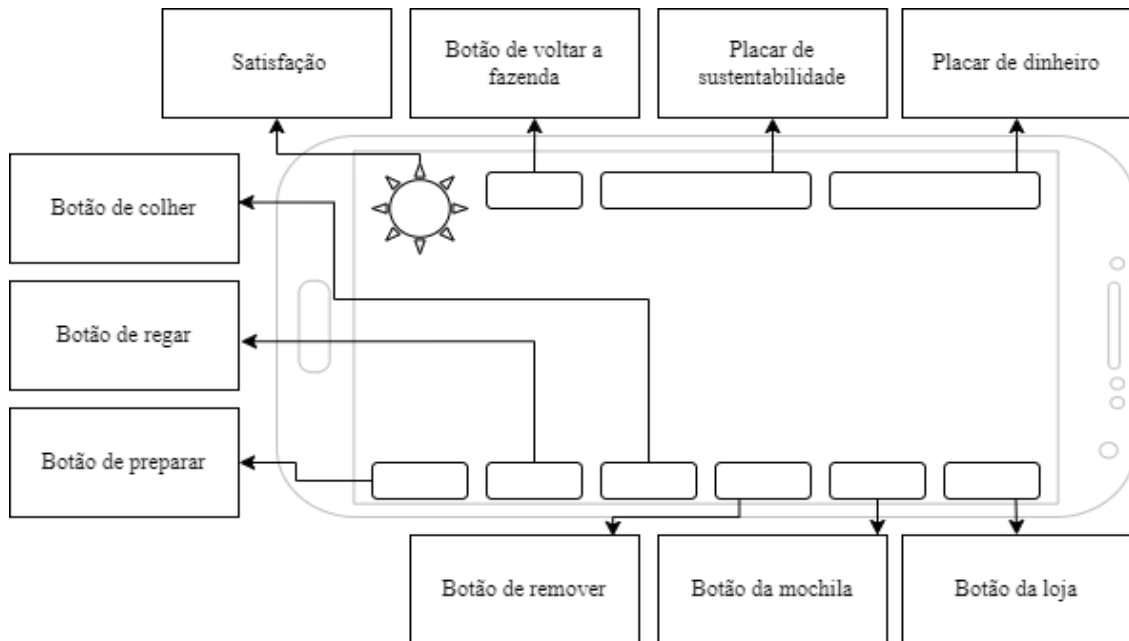 Satisfação
Botão de voltar a
fazenda
Placar de
sustentabilidade
Placar de dinheiro
Botão de colher
Botão de regar
Botão de preparar
Botão de remover
Botão da mochila
Botão da loja